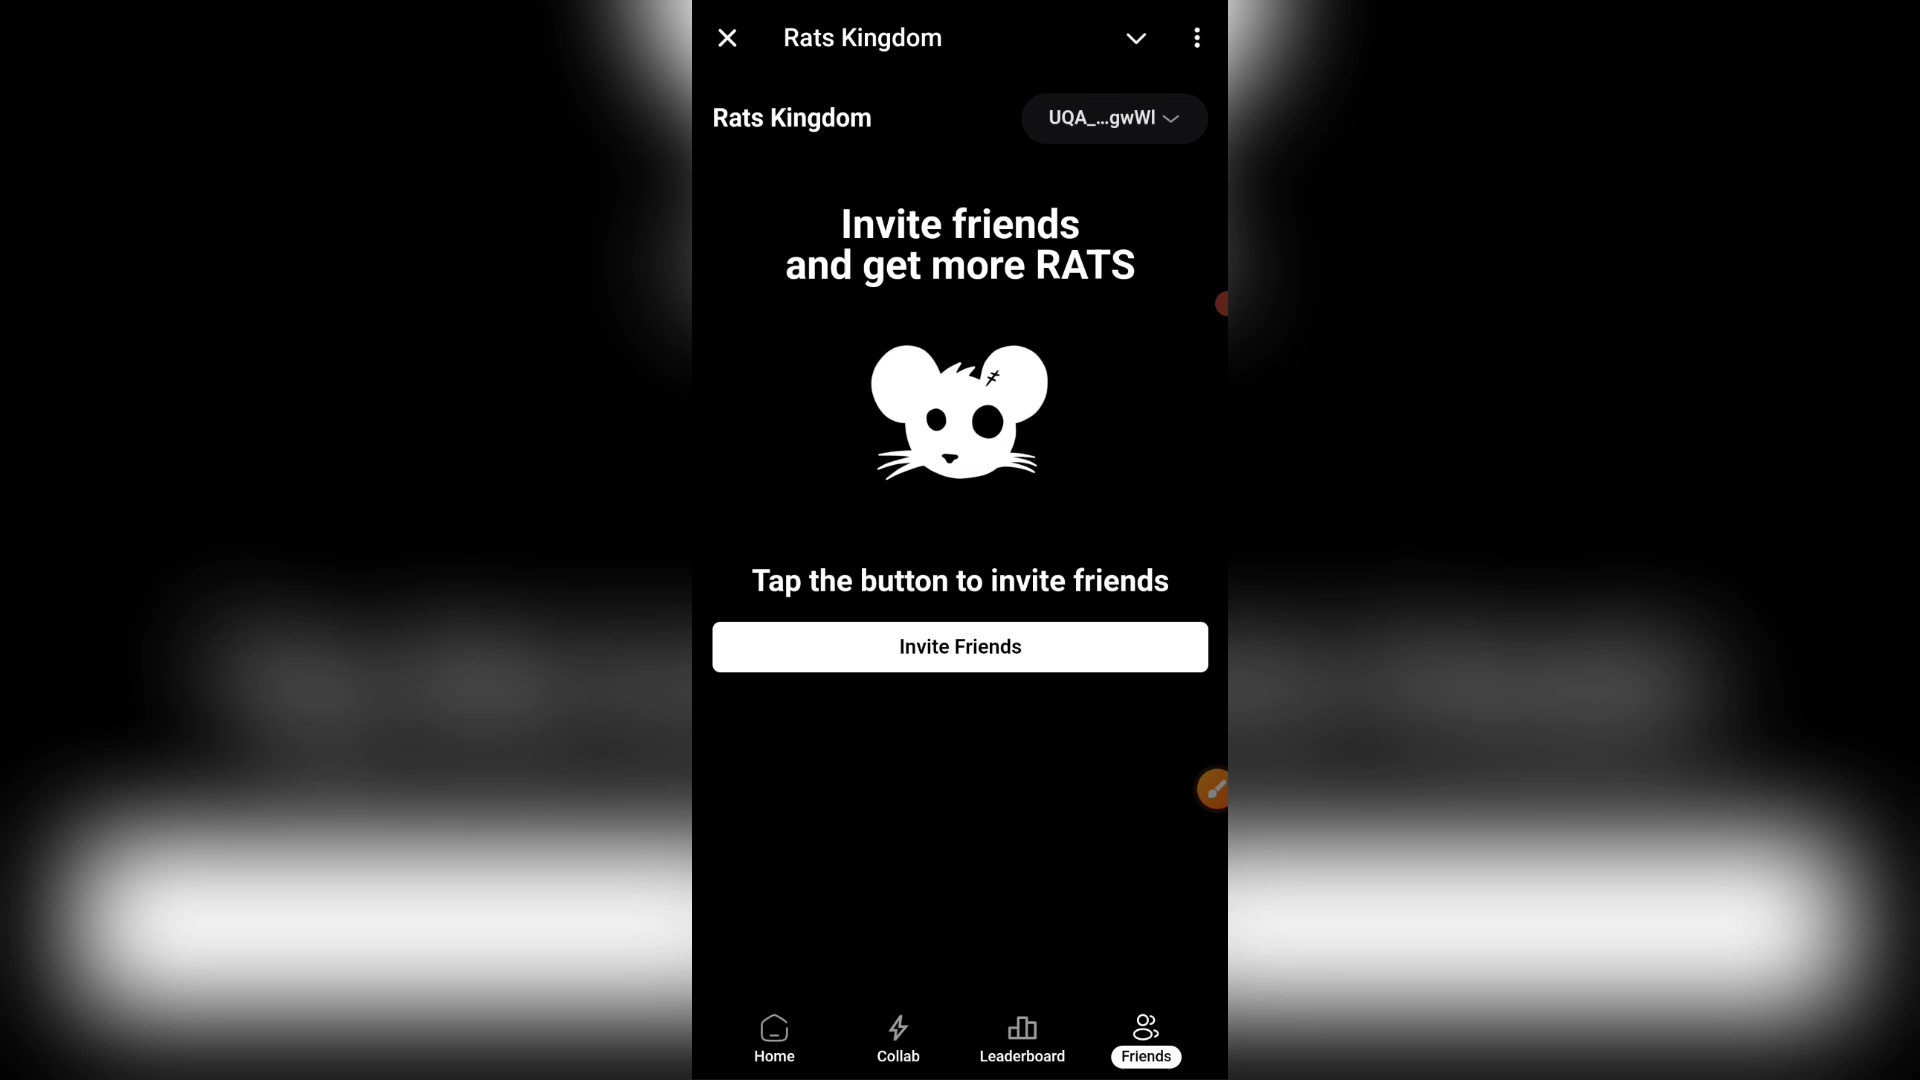 Rats Kingdom
Rats Kingdom
UQA_...gwWl
Invite friends
and get more RATS
Tap the button to invite friends
Invite Friends
Home
Collab
Leaderboard
Friends